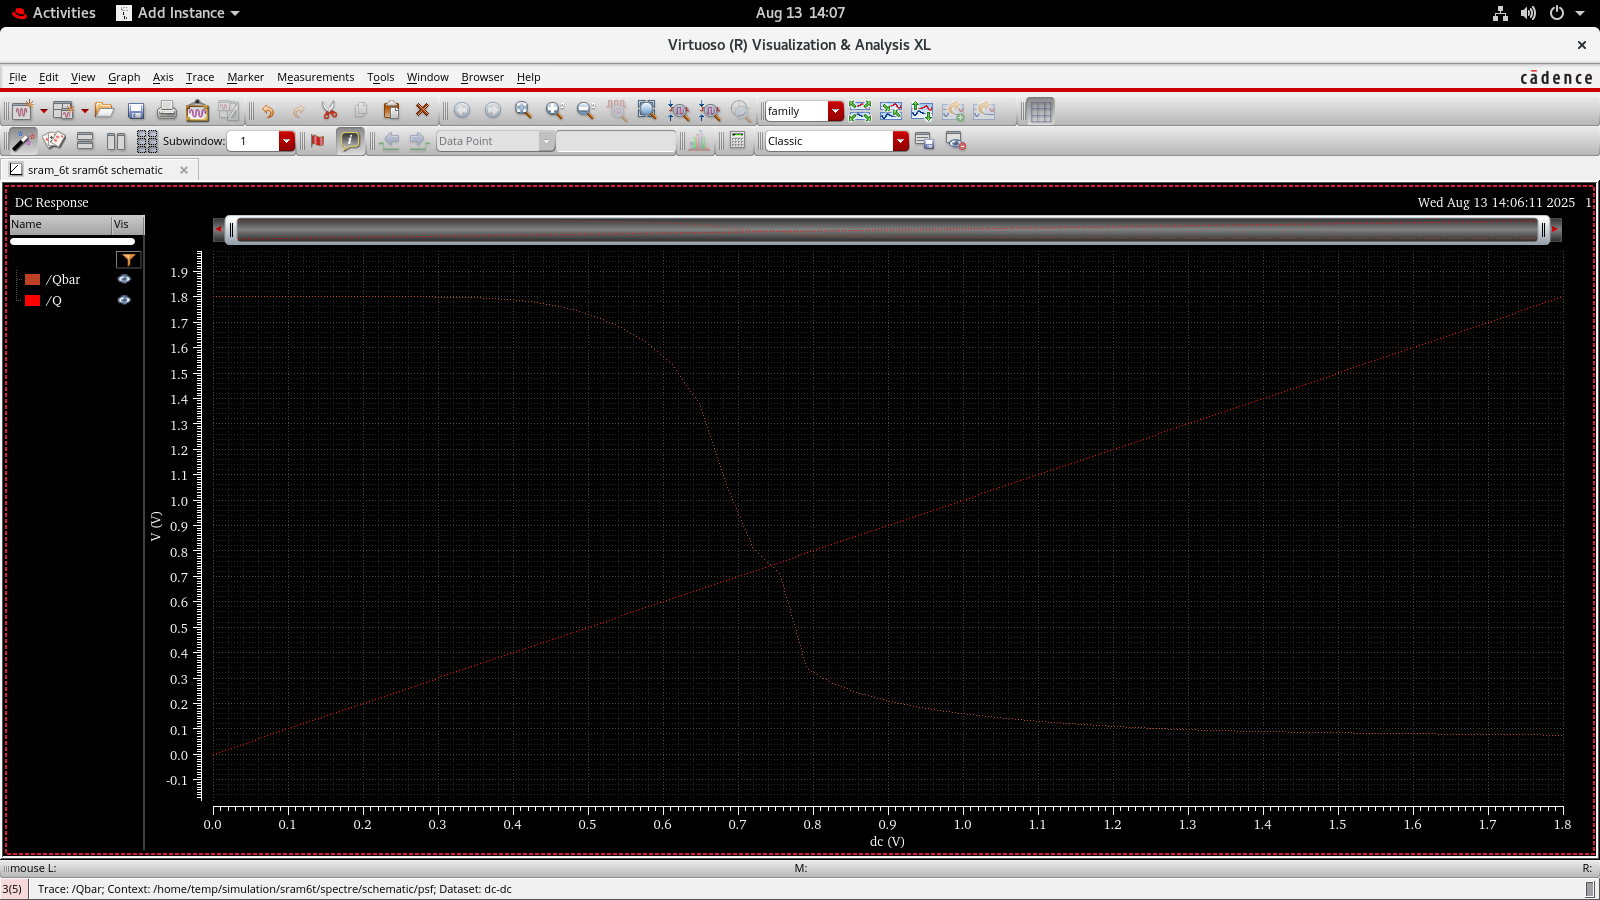 Activities Add Instance Aug 13 14:07
Virtuoso (R) Visualization & Analysis XL
File Edit View Graph Axis Trace Marker Measurements Tools Window Browser Help cādence
family
Subwindow: 1 Data Point Classic
sram_6t sram6t schematic
DC Response Wed Aug 13 14:06:11 2025 1
Name Vis
/Qbar
/Q
1.9
1.8
1.7
1.6
1.5
1.4
1.3
1.2
1.1
1.0
0.9
0.8
0.7
0.6
0.5
0.4
0.3
0.2
0.1
0.0
-0.1
V (V)
0.0 0.1 0.2 0.3 0.4 0.5 0.6 0.7 0.8 0.9 1.0 1.1 1.2 1.3 1.4 1.5 1.6 1.7 1.8
dc (V)
mouse L: M: R:
3(5) Trace: /Qbar; Context: /home/temp/simulation/sram6t/spectre/schematic/psf; Dataset: dc-dc